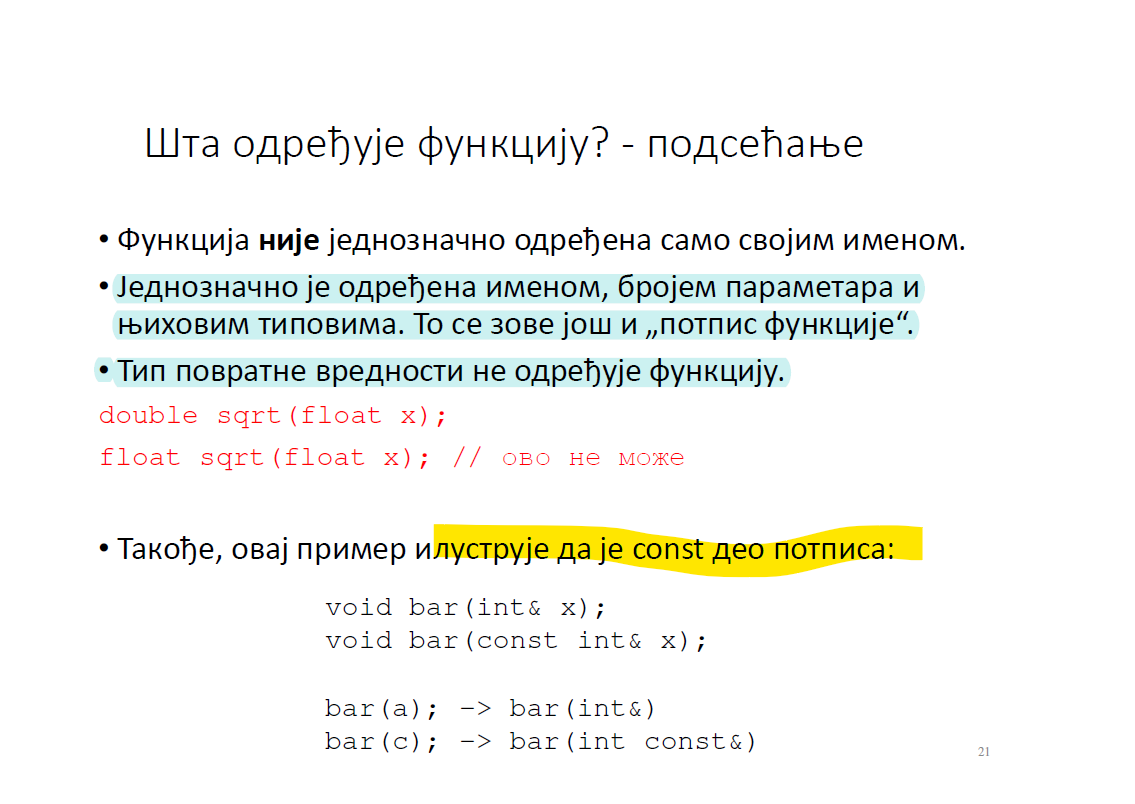 Шта одређује функцију? - подсећање
• Функција није једнозначно одређена само својим именом.
• Једнозначно је одређена именом, бројем параметара и
њиховим типовима. То се зове још и „потпис функције“.
• Тип повратне вредности не одређује функцију.
double sqrt(float x);
float sqrt(float x); // ово не може
• Такође, овај пример илуструје да је const део потписа:
void bar(int& x);
void bar(const int& x);
bar(a); –> bar(int&)
bar(c); –> bar(int const&)
21